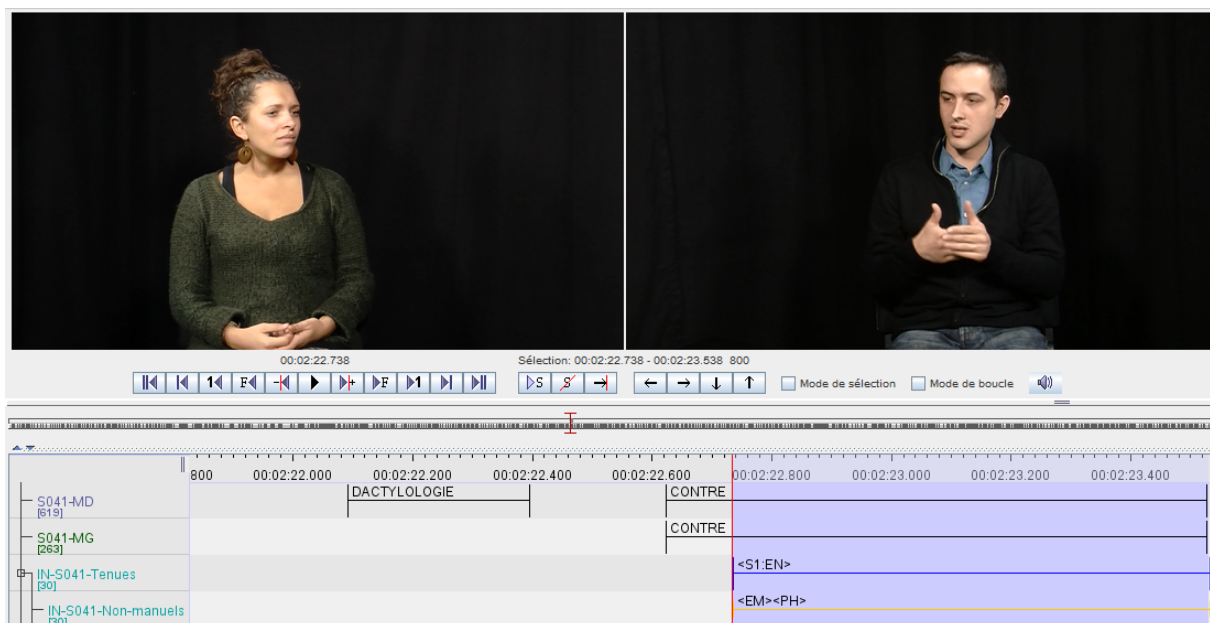 00:02:22.738 Sélection: 00:02:22.738 - 00:02:23.538 800
1 F + F 1 S S Mode de sélection Mode de boucle
800 00:02:22.000 00:02:22.200 00:02:22.400 00:02:22.600 00:02:22.800 00:02:23.000 00:02:23.200 00:02:23.400
S041-MD DACTYLOLOGIE CONTRE
[619]
S041-MG CONTRE
[263]
IN-S041-Tenues <S1:EN>
[30]
IN-S041-Non-manuels <EM><PH>
[30]